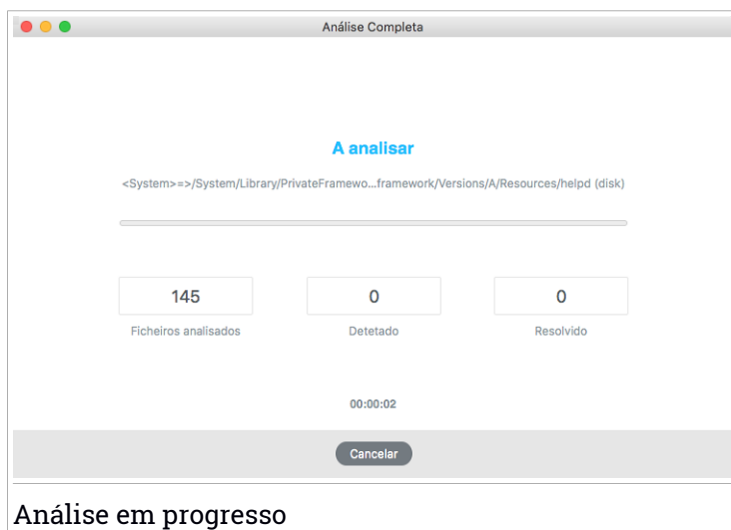 Análise Completa
A analisar
<System>=>/System/Library/PrivateFramewo...framework/Versions/A/Resources/helpd (disk)
145
0
0
Ficheiros analisados
Detetado
Resolvido
00:00:02
Cancelar
Análise em progresso